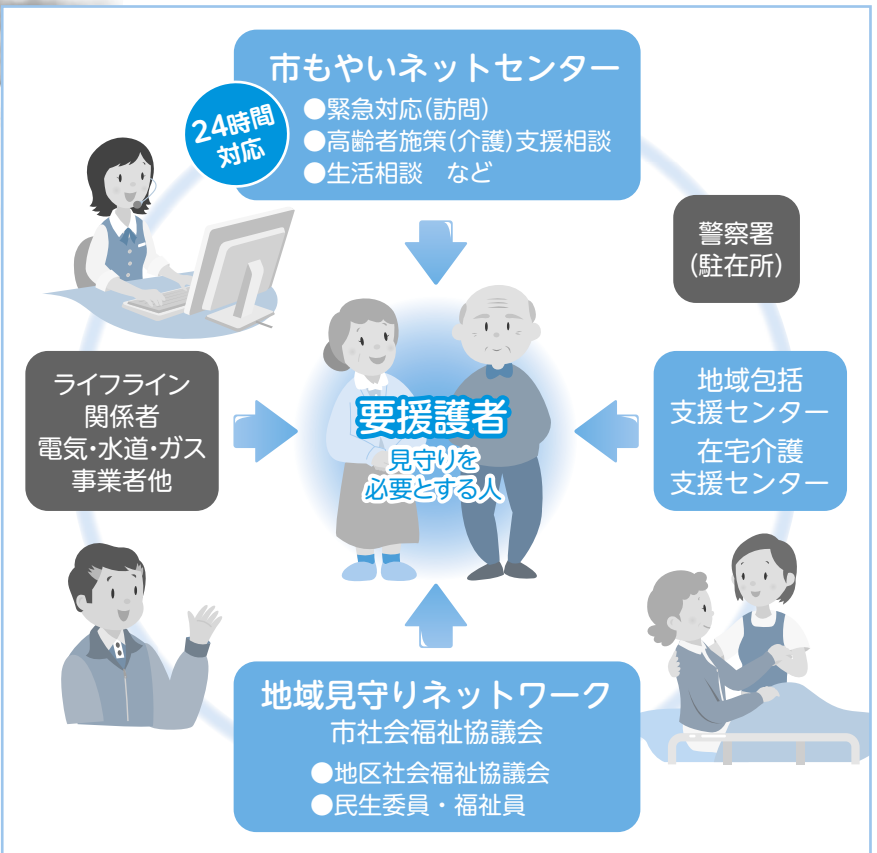 市もやいネットセンター
24時間
対応
●緊急対応(訪問)
●高齢者施策(介護)支援相談
●生活相談　など
警察署
(駐在所)
ライフライン
関係者
電気・水道・ガス
事業者他
要援護者
見守りを
必要とする人
地域包括
支援センター
在宅介護
支援センター
地域見守りネットワーク
市社会福祉協議会
●地区社会福祉協議会
●民生委員・福祉員